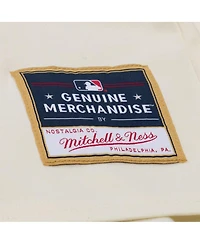 GENUINE
MERCHANDISE
BY
NOSTALGIA CO.
Mitchell & Ness
PHILADELPHIA, PA.